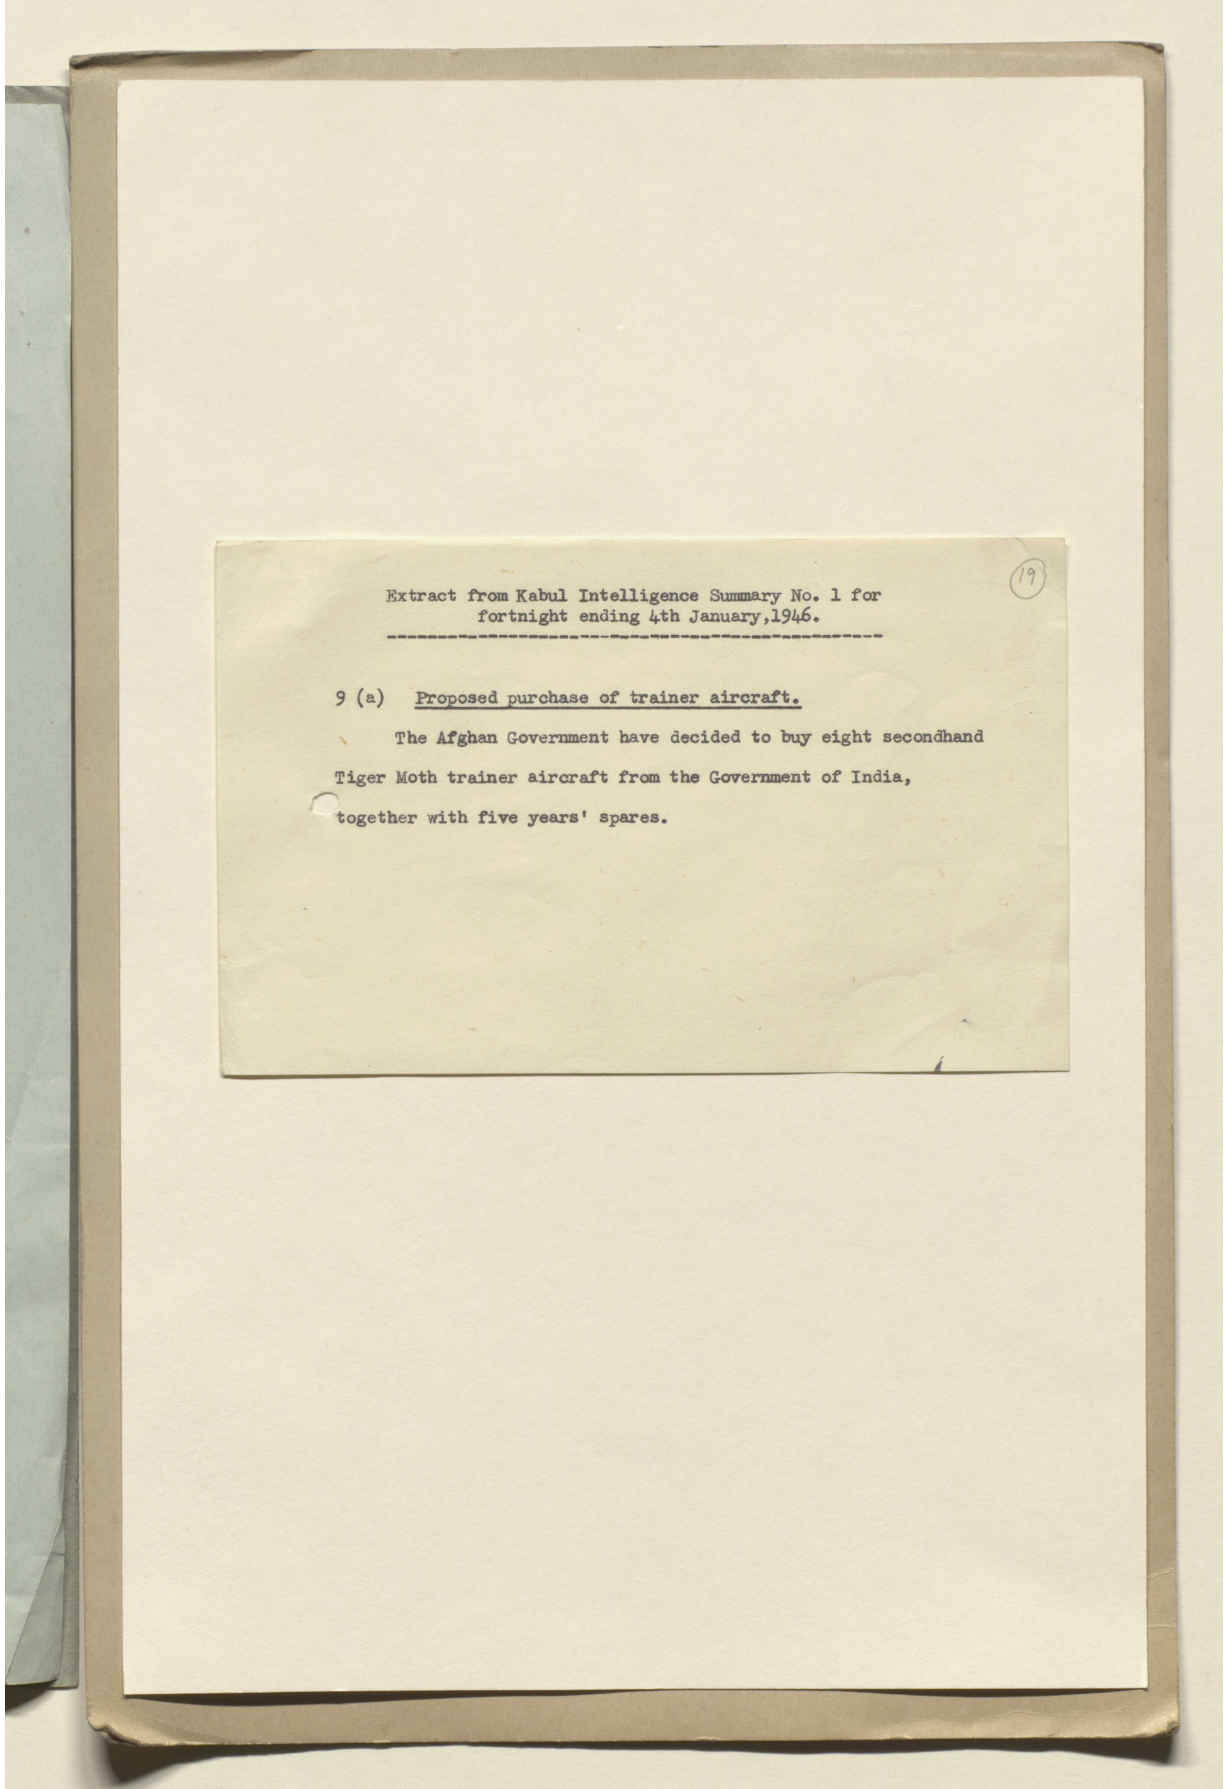 19
Extract from Kabul Intelligence Summary No. 1 for
fortnight ending 4th January,1946.
-------------------------------------------------
9 (a) Proposed purchase of trainer aircraft.
The Afghan Government have decided to buy eight secondhand
Tiger Moth trainer aircraft from the Government of India,
together with five years' spares.